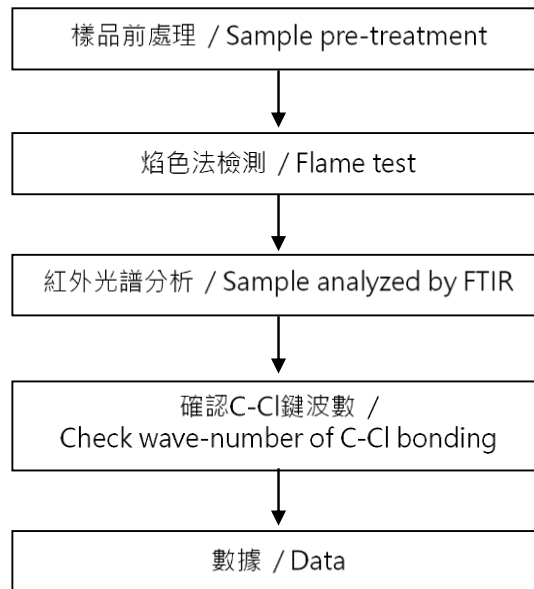 樣品前處理 / Sample pre-treatment
焰色法檢測 / Flame test
紅外光譜分析 / Sample analyzed by FTIR
確認C-Cl鍵波數 /
Check wave-number of C-Cl bonding
數據 / Data